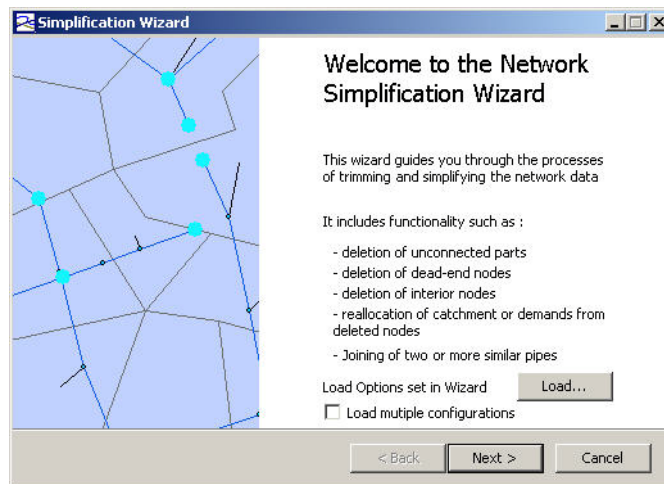 Simplification Wizard
Welcome to the Network
Simplification Wizard
This wizard guides you through the processes
of trimming and simplifying the network data
It includes functionality such as :
- deletion of unconnected parts
- deletion of dead-end nodes
- deletion of interior nodes
- reallocation of catchment or demands from
deleted nodes
- Joining of two or more similar pipes
Load Options set in Wizard
Load...
Load mutiple configurations
< Back
Next >
Cancel